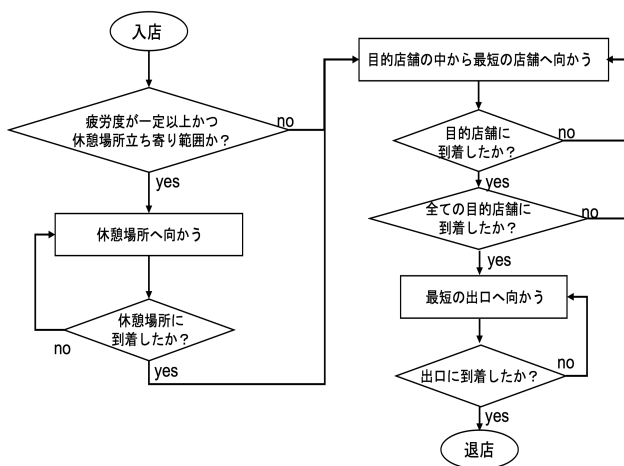 入店
疲労度が一定以上かつ
休憩場所立ち寄り範囲か？
no
yes
休憩場所へ向かう
休憩場所に
到着したか？
no
yes
目的店舗の中から最短の店舗へ向かう
目的店舗に
到着したか？
no
yes
全ての目的店舗に
到着したか？
no
yes
最短の出口へ向かう
出口に到着したか？
no
yes
退店